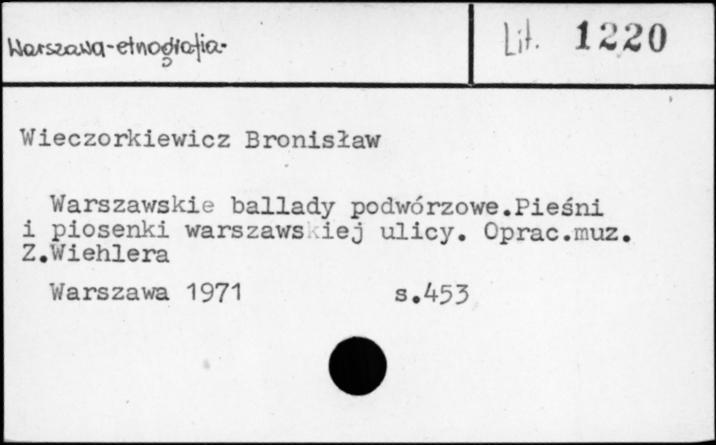 Warszawa-etnografia.
Lit. 1220
Wieczorkiewicz Bronisław
Warszawskie ballady podwórzowe.Pieśni
i piosenki warszawskiej ulicy. Oprac.muz.
Z.Wiehlera
Warszawa 1971 s.453